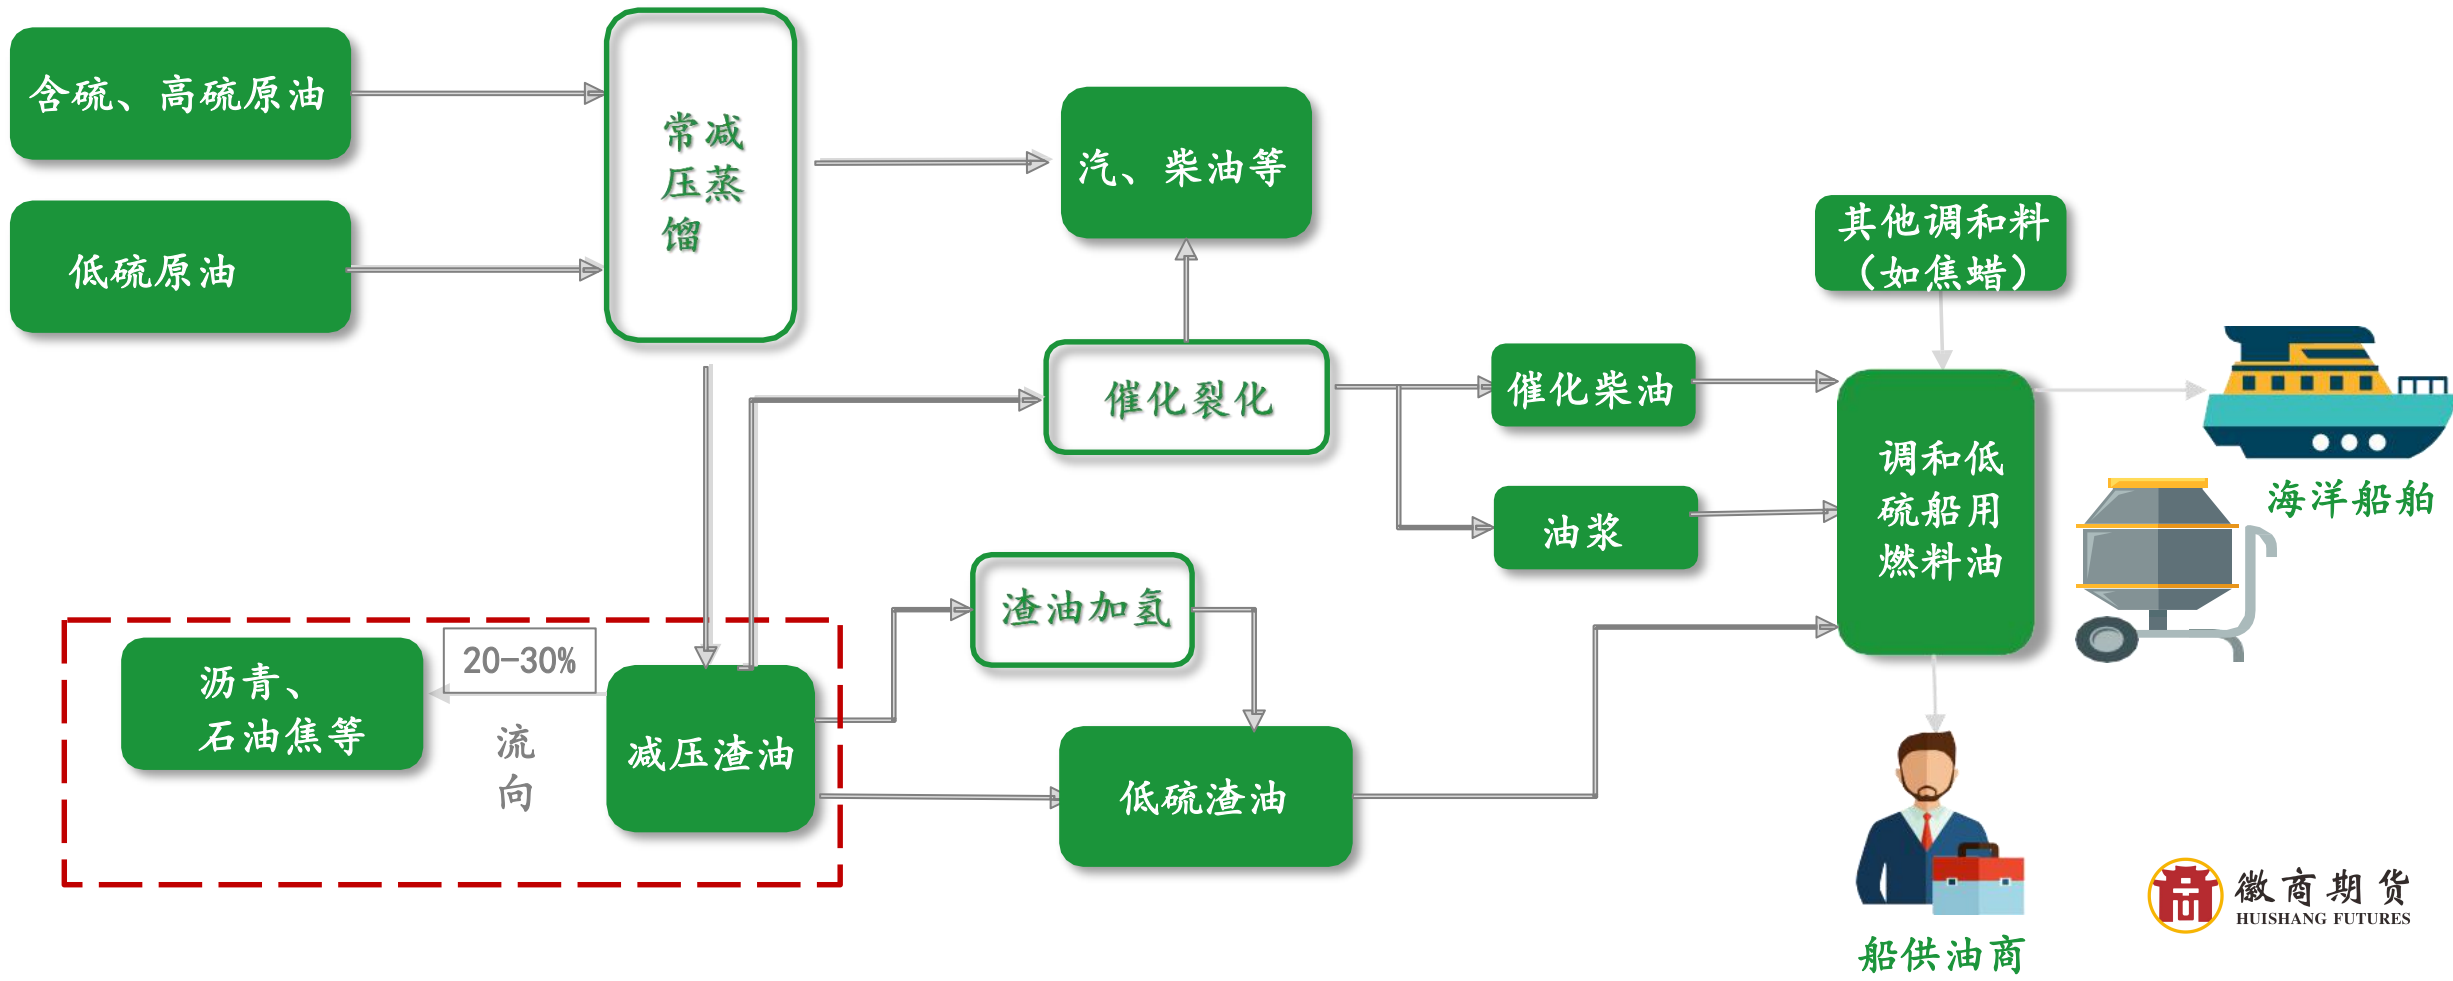 含硫、高硫原油
低硫原油
常减
压蒸
馏
汽、柴油等
其他调和料
（如焦蜡）
催化裂化
催化柴油
油浆
调和低
硫船用
燃料油
海洋船舶
渣油加氢
20-30%
沥青、
石油焦等
流
向
减压渣油
低硫渣油
船供油商
徽商期货
HUISHANG FUTURES